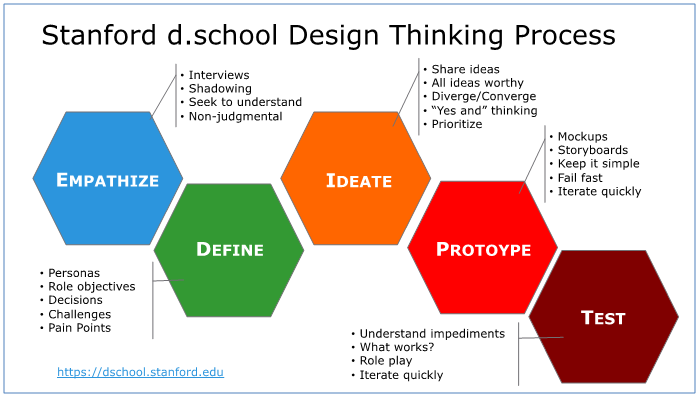 Stanford d.school Design Thinking Process
• Interviews
• Shadowing
• Seek to understand
• Non-judgmental
EMPATHIZE
• Personas
• Role objectives
• Decisions
• Challenges
• Pain Points
DEFINE
• Share ideas
• All ideas worthy
• Diverge/Converge
• “Yes and” thinking
• Prioritize
IDEATE
• Mockups
• Storyboards
• Keep it simple
• Fail fast
• Iterate quickly
PROTOYPE
• Understand impediments
• What works?
• Role play
• Iterate quickly
TEST
https://dschool.stanford.edu